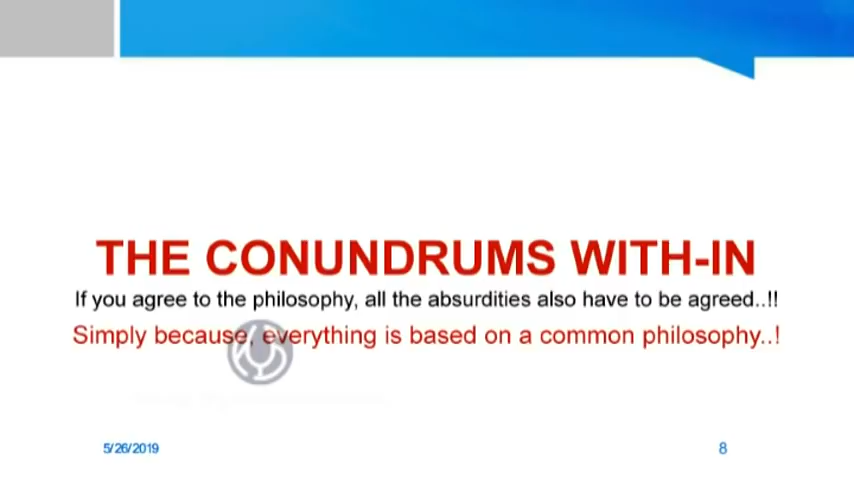 THE CONUNDRUMS WITH-IN
If you agree to the philosophy, all the absurdities also have to be agreed..!!
Simply because, everything is based on a common philosophy..!
5/26/2019
8